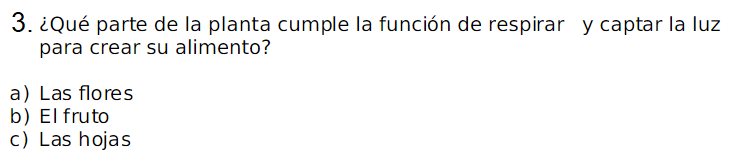 3. ¿Qué parte de la planta cumple la función de respirar y captar la luz
para crear su alimento?
a) Las flores
b) El fruto
c) Las hojas